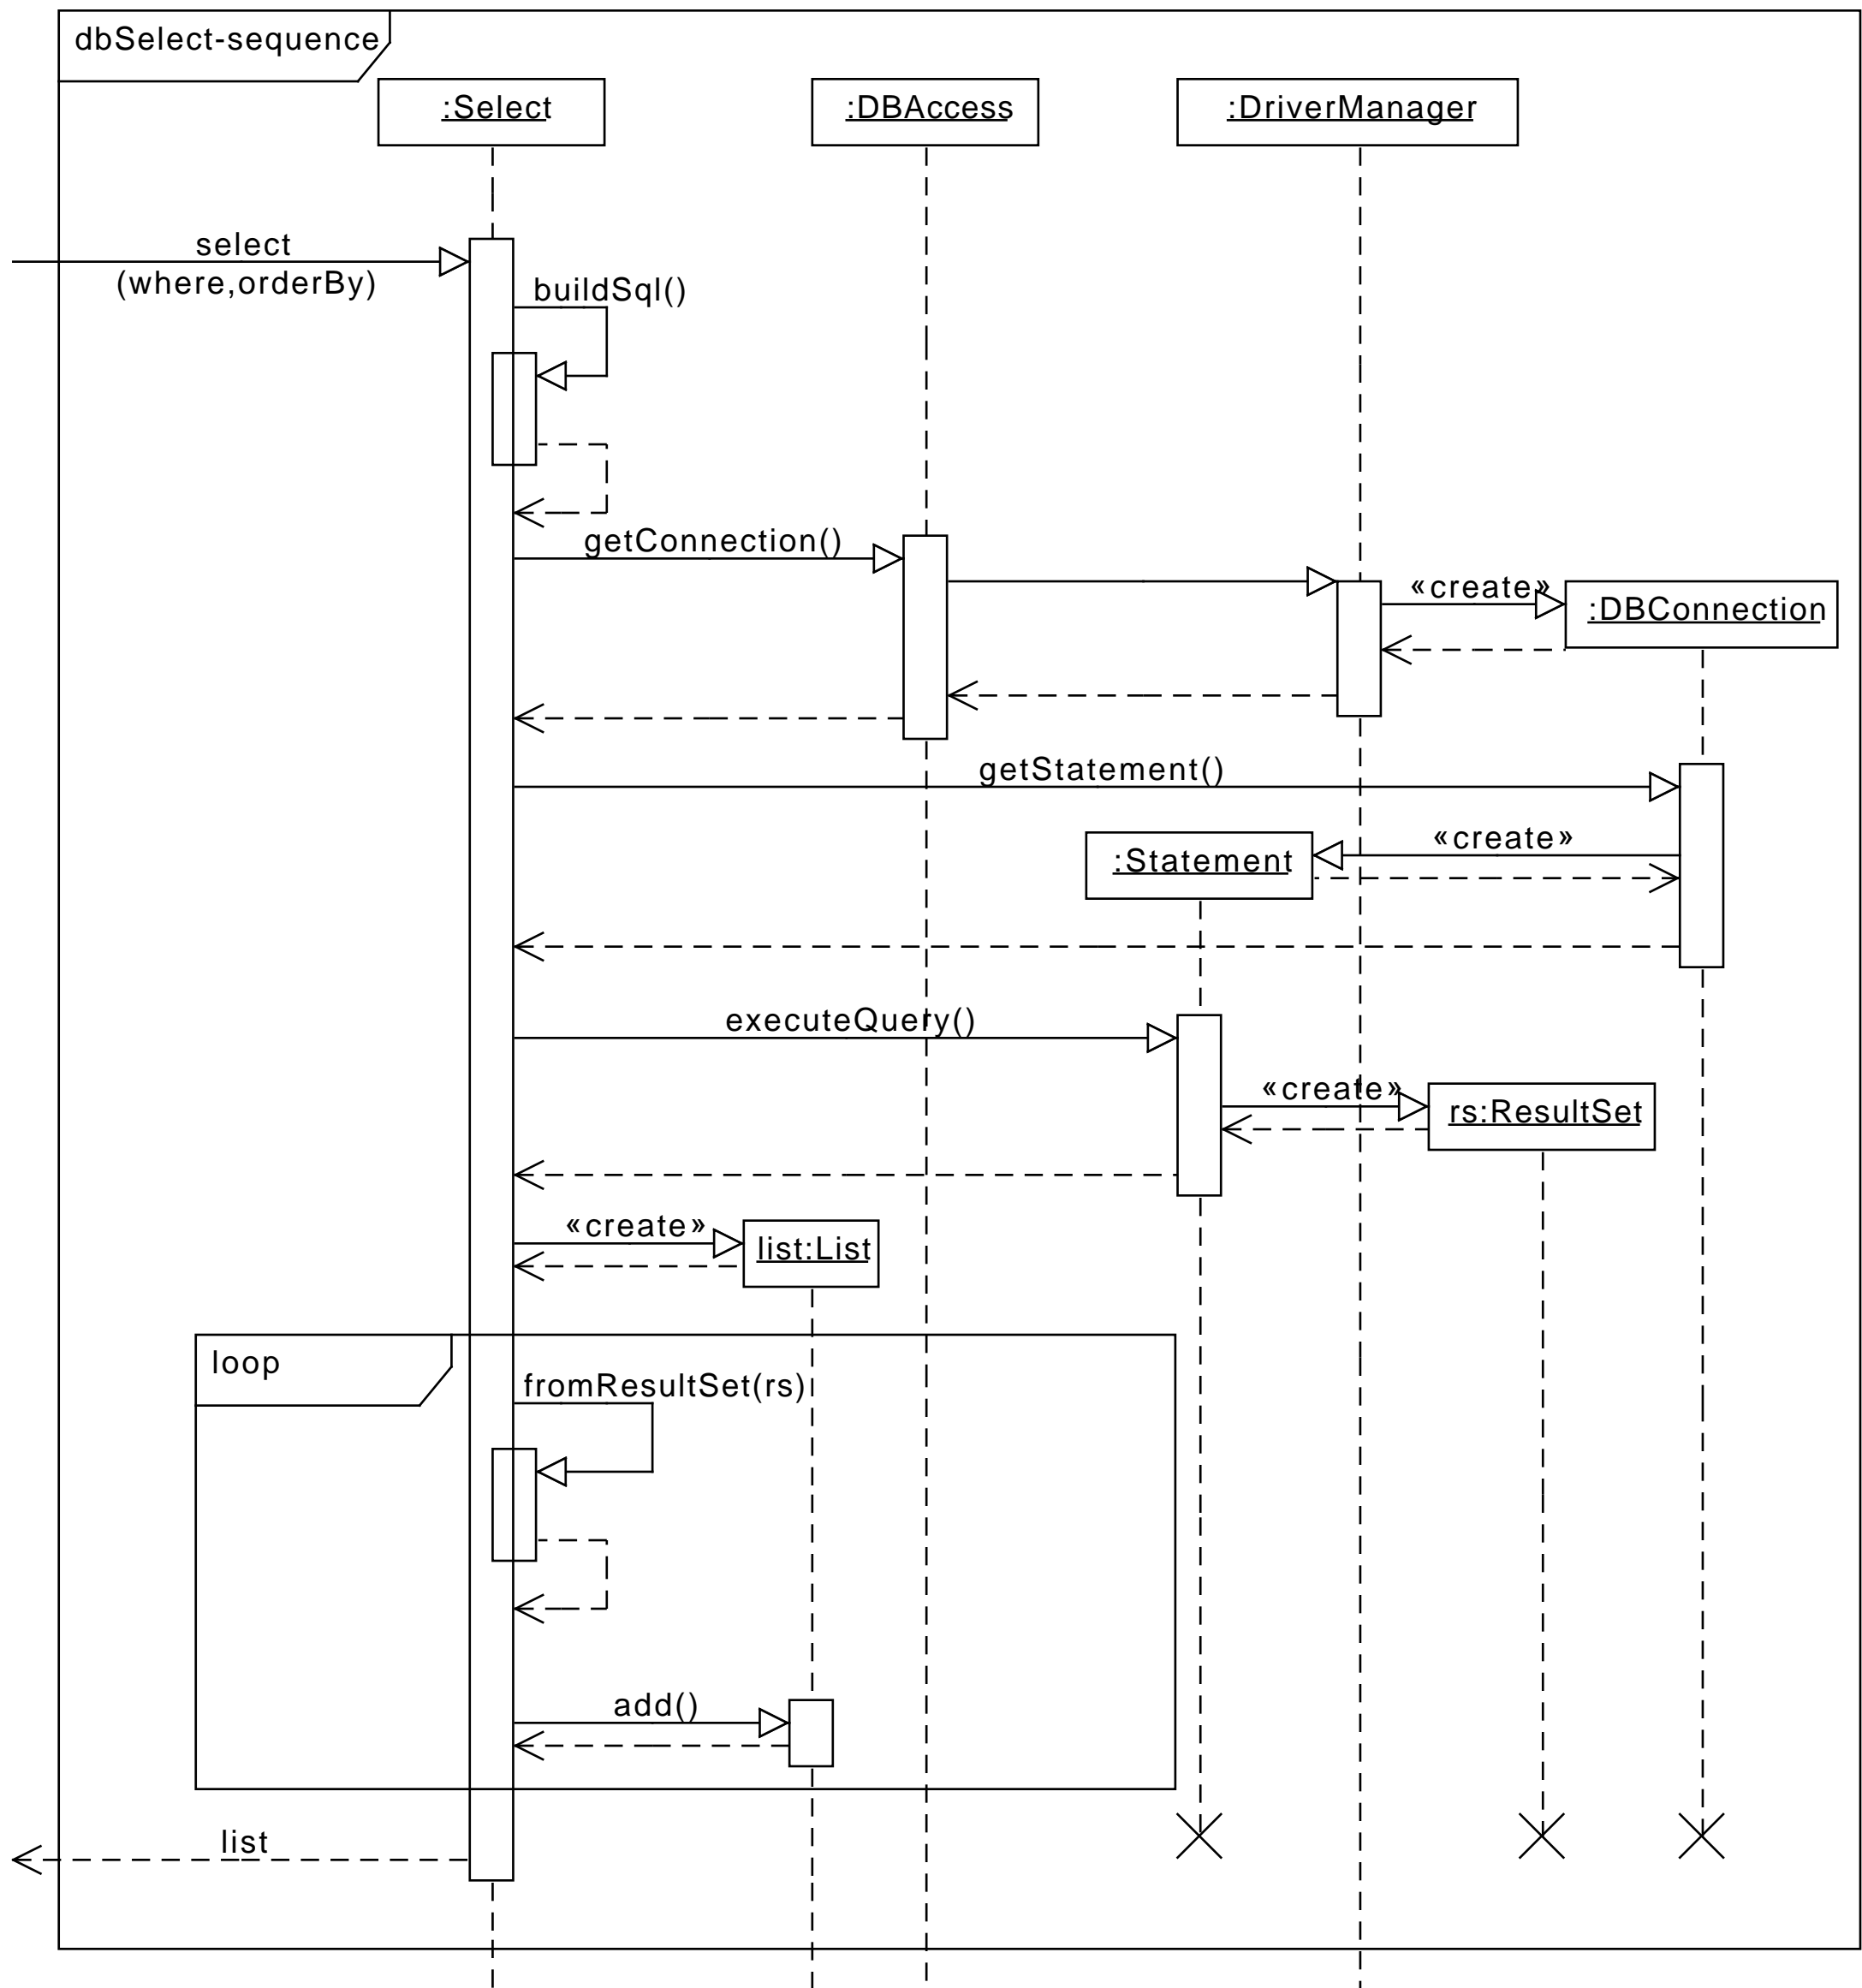 dbSelect-sequence
:Select
:DBAccess
:DriverManager
select
(where,orderBy)
buildSql()
getConnection()
«create»
:DBConnection
getStatement()
«create»
:Statement
executeQuery()
«create»
rs:ResultSet
«create»
list:List
loop
fromResultSet(rs)
add()
list